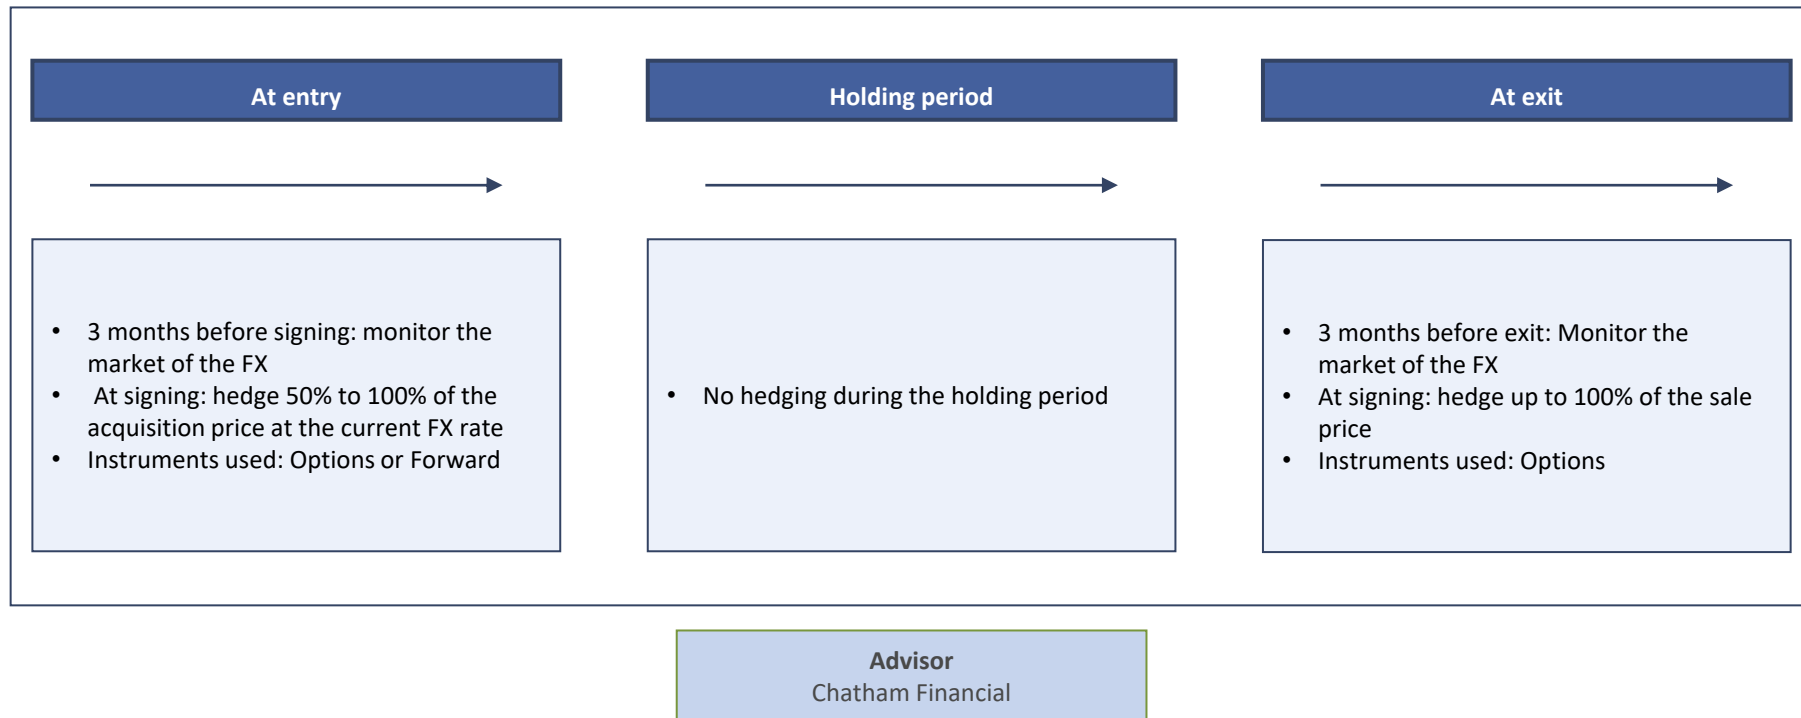 At entry
Holding period
At exit
• 3 months before signing: monitor the
market of the FX
• At signing: hedge 50% to 100% of the
acquisition price at the current FX rate
• Instruments used: Options or Forward
• No hedging during the holding period
• 3 months before exit: Monitor the
market of the FX
• At signing: hedge up to 100% of the sale
price
• Instruments used: Options
Advisor
Chatham Financial